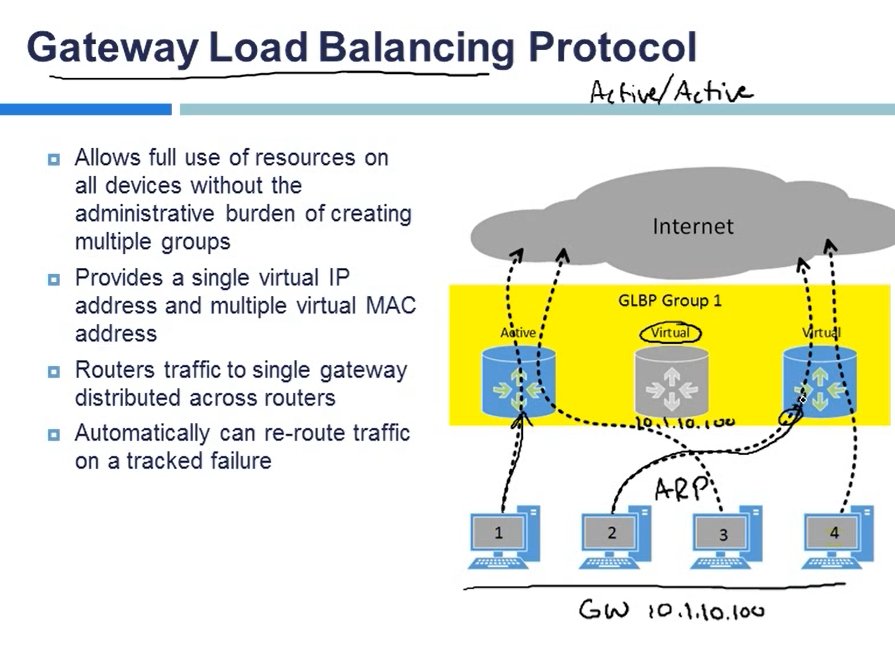 Gateway Load Balancing Protocol
Active/Active
Allows full use of resources on
all devices without the
administrative burden of creating
multiple groups
Provides a single virtual IP
address and multiple virtual MAC
address
Routers traffic to single gateway
distributed across routers
Automatically can re-route traffic
on a tracked failure
Internet
GLBP Group 1
Active Virtual Virtual
10.1.10.100
ARP
1 2 3 4
GW 10.1.10.100